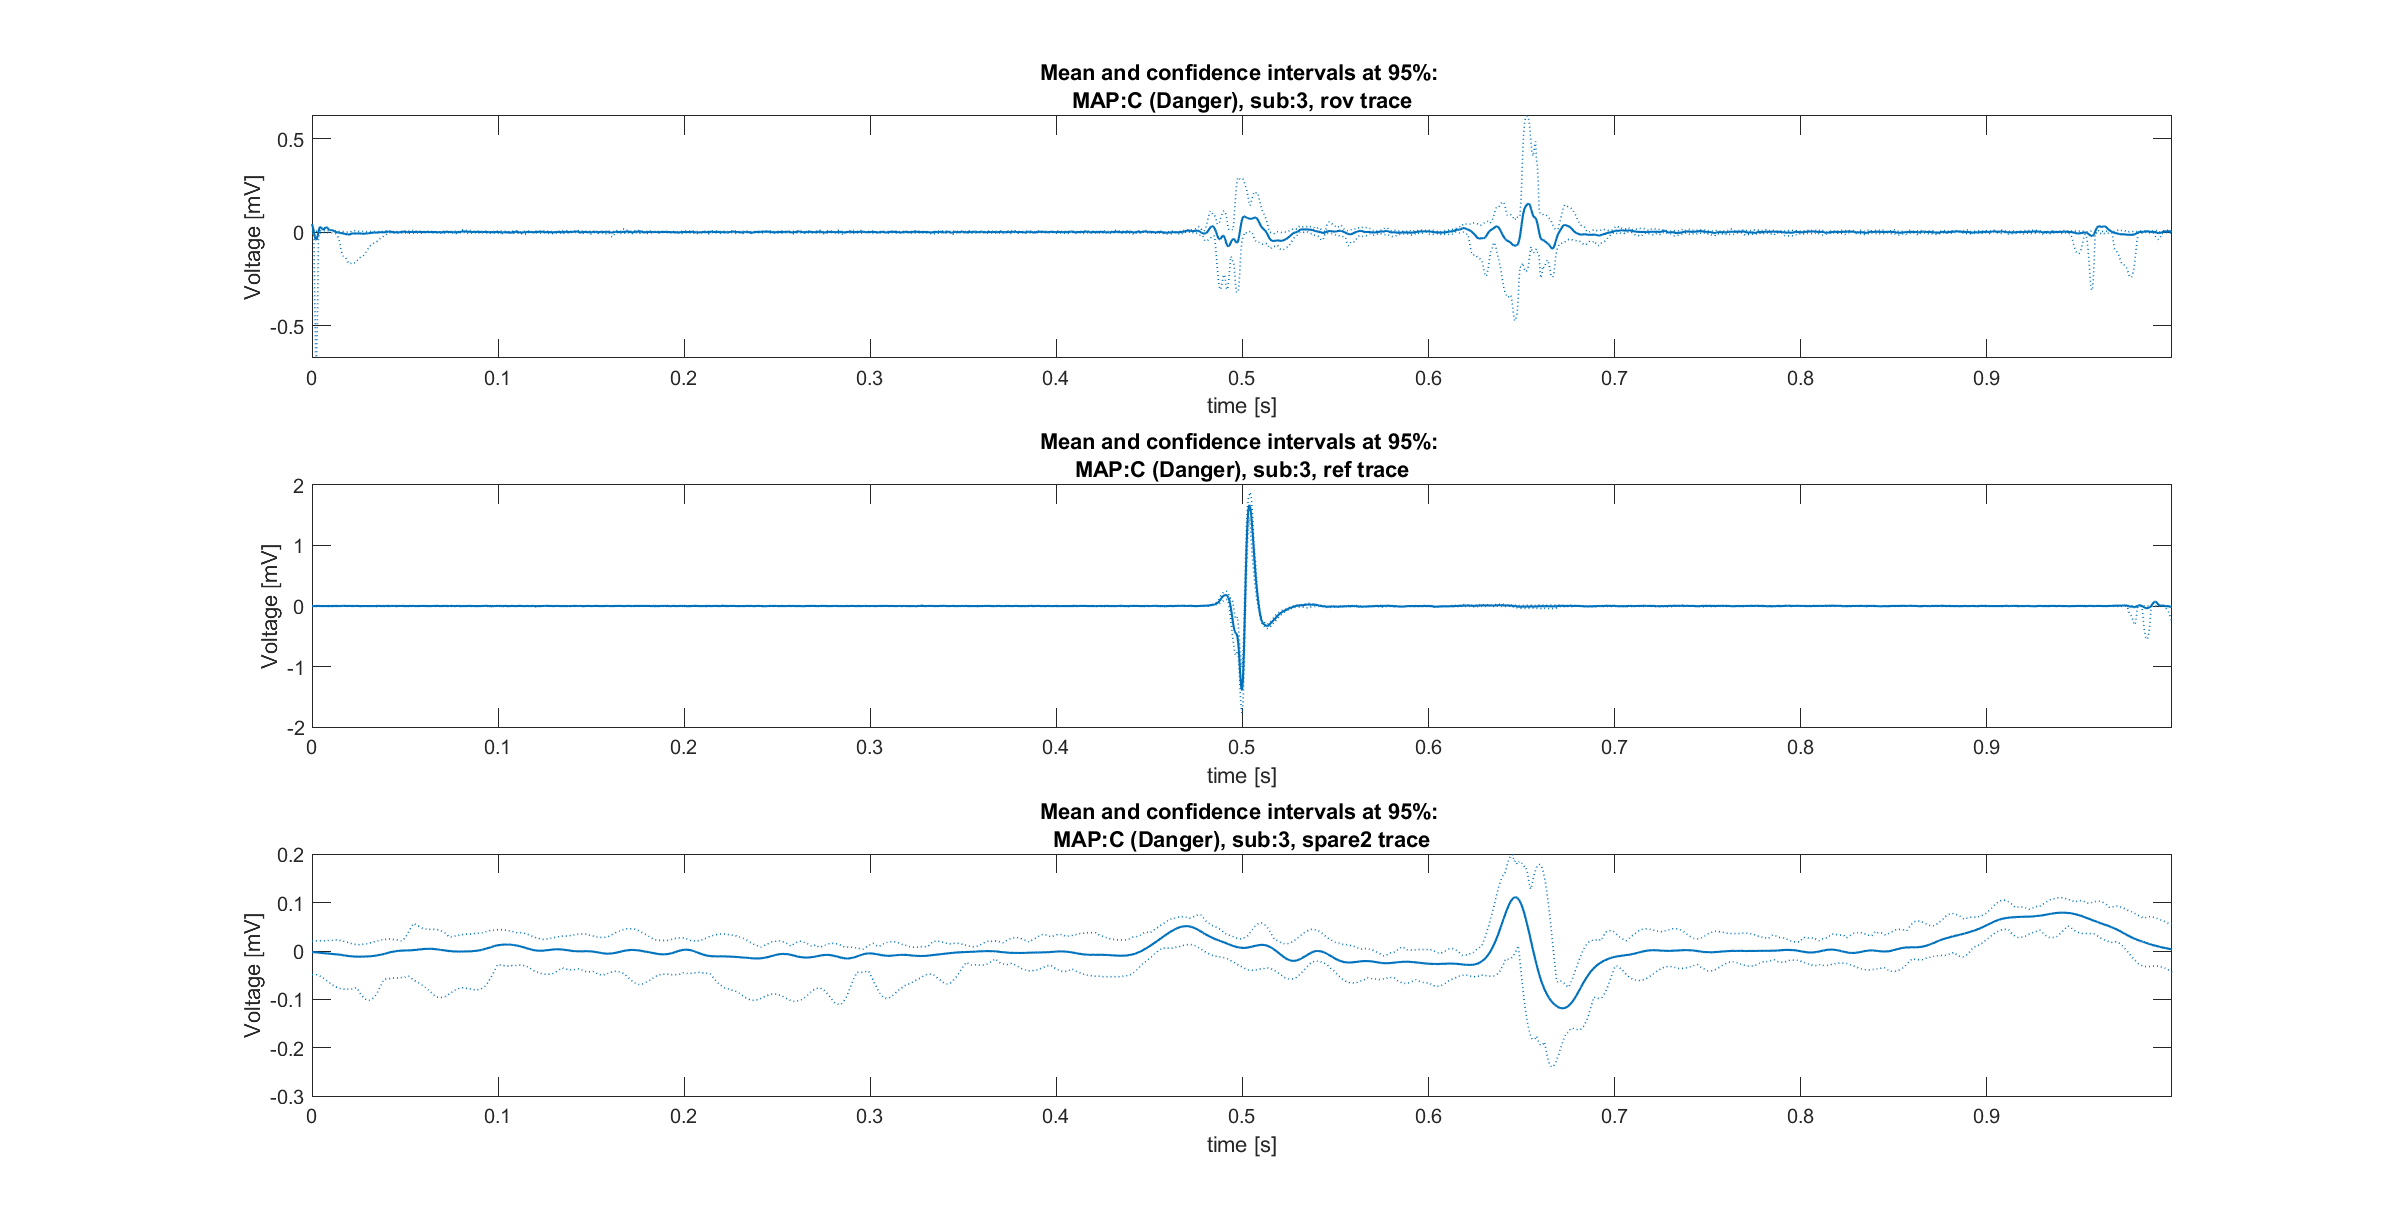 Mean and confidence intervals at 95%:
MAP:C (Danger), sub:3, rov trace
Voltage [mV]
0.5
0
-0.5
0 0.1 0.2 0.3 0.4 0.5 0.6 0.7 0.8 0.9
time [s]
Mean and confidence intervals at 95%:
MAP:C (Danger), sub:3, ref trace
Voltage [mV]
2
1
0
-1
-2
0 0.1 0.2 0.3 0.4 0.5 0.6 0.7 0.8 0.9
time [s]
Mean and confidence intervals at 95%:
MAP:C (Danger), sub:3, spare2 trace
Voltage [mV]
0.2
0.1
0
-0.1
-0.2
-0.3
0 0.1 0.2 0.3 0.4 0.5 0.6 0.7 0.8 0.9
time [s]